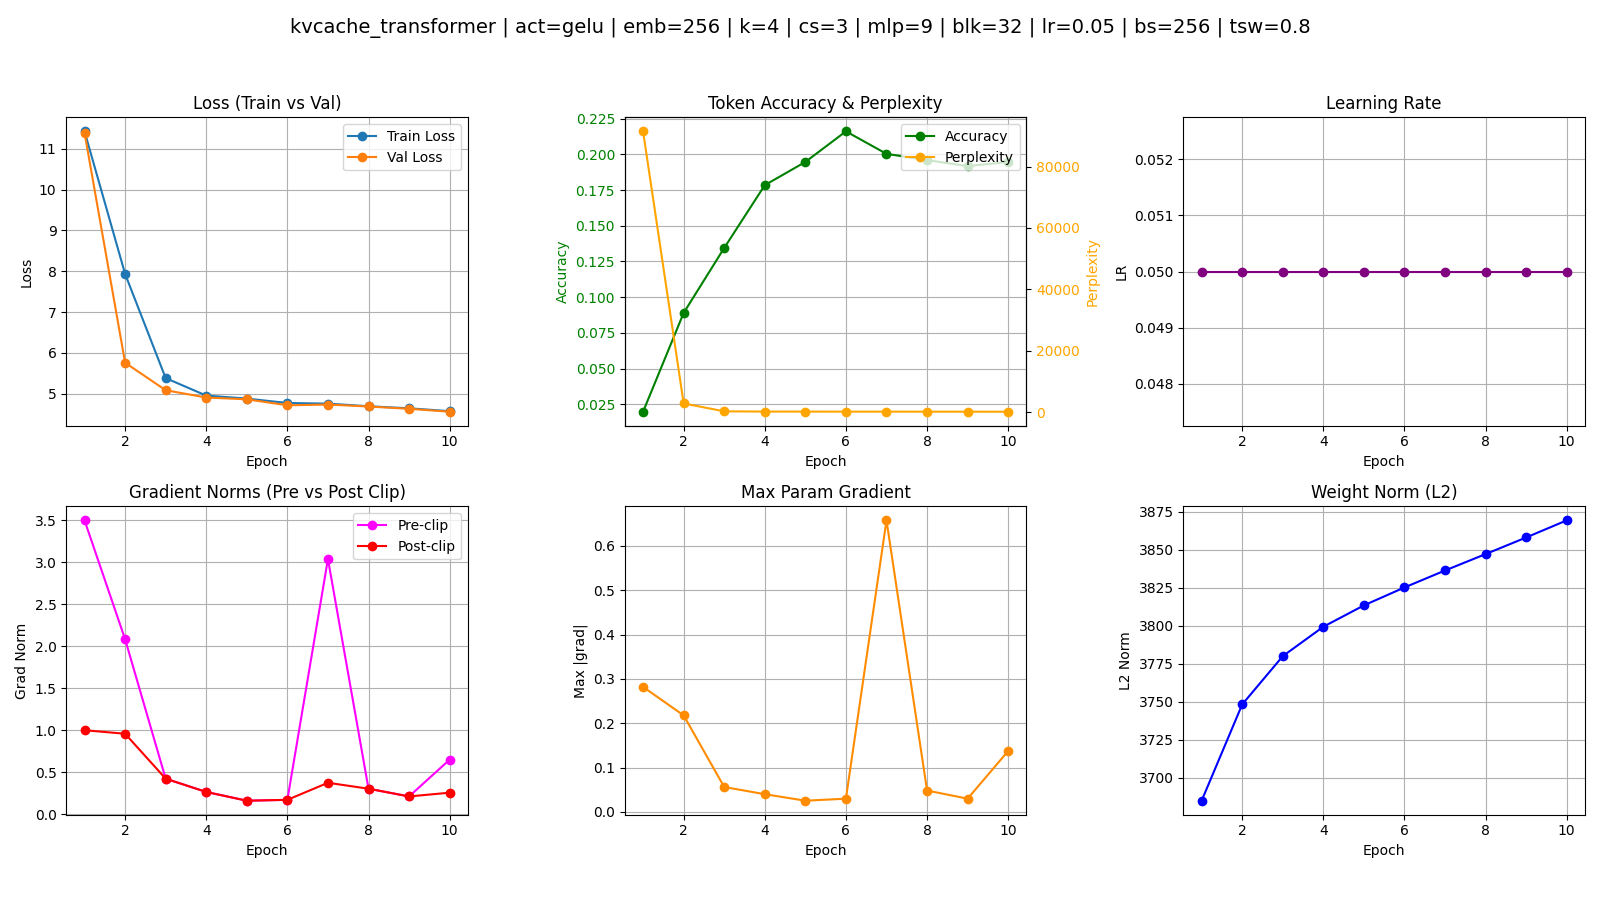 kvcache_transformer | act=gelu | emb=256 | k=4 | cs=3 | mlp=9 | blk=32 | lr=0.05 | bs=256 | tsw=0.8
Loss (Train vs Val)
Train Loss
Val Loss
11
10
9
8
7
6
5
Loss
2 4 6 8 10
Epoch
Token Accuracy & Perplexity
Accuracy
Perplexity
0.225
0.200
0.175
0.150
0.125
0.100
0.075
0.050
0.025
Accuracy
80000
60000
40000
20000
0
Perplexity
2 4 6 8 10
Epoch
Learning Rate
0.052
0.051
0.050
0.049
0.048
LR
2 4 6 8 10
Epoch
Gradient Norms (Pre vs Post Clip)
Pre-clip
Post-clip
3.5
3.0
2.5
2.0
1.5
1.0
0.5
0.0
Grad Norm
2 4 6 8 10
Epoch
Max Param Gradient
0.6
0.5
0.4
0.3
0.2
0.1
0.0
Max |grad|
2 4 6 8 10
Epoch
Weight Norm (L2)
3875
3850
3825
3800
3775
3750
3725
3700
L2 Norm
2 4 6 8 10
Epoch